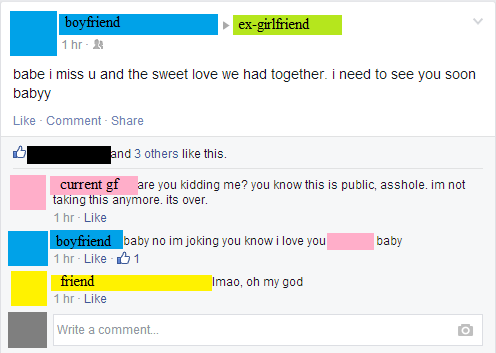 boyfriend ▸ ex-girlfriend
1 hr ·
babe i miss u and the sweet love we had together. i need to see you soon
babyy
Like · Comment · Share
and 3 others like this.
current gf are you kidding me? you know this is public, asshole. im not
taking this anymore. its over.
1 hr · Like
boyfriend baby no im joking you know i love you baby
1 hr · Like · 1
friend lmao, oh my god
1 hr · Like
Write a comment...